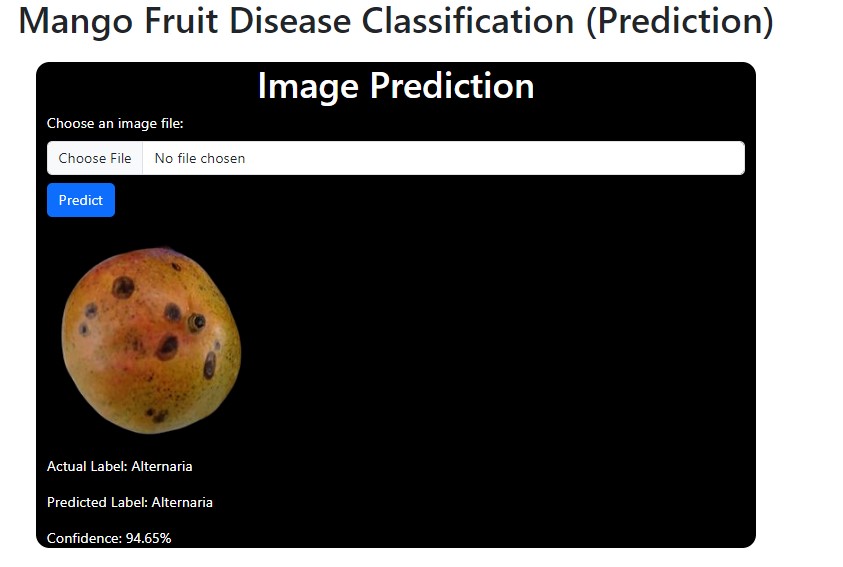 Mango Fruit Disease Classification (Prediction)
Image Prediction
Choose an image file:
Choose File No file chosen
Predict
Actual Label: Alternaria
Predicted Label: Alternaria
Confidence: 94.65%